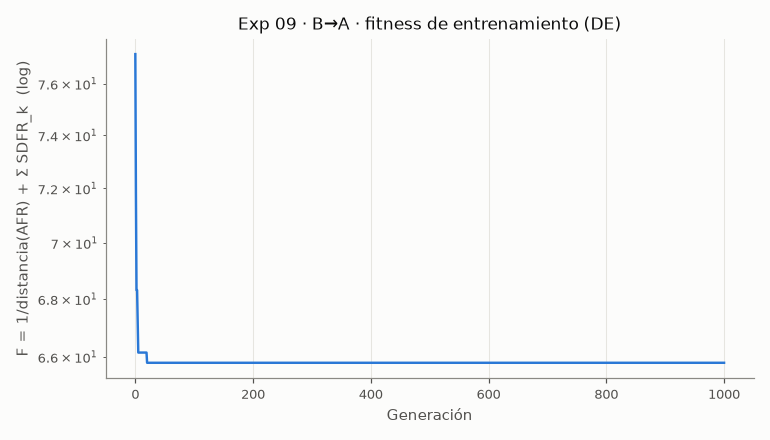 Exp 09 · B→A · fitness de entrenamiento (DE)
F = 1/distancia(AFR) + Σ SDFR_k (log)
7.6 × 10¹
7.4 × 10¹
7.2 × 10¹
7 × 10¹
6.8 × 10¹
6.6 × 10¹
0 200 400 600 800 1000
Generación